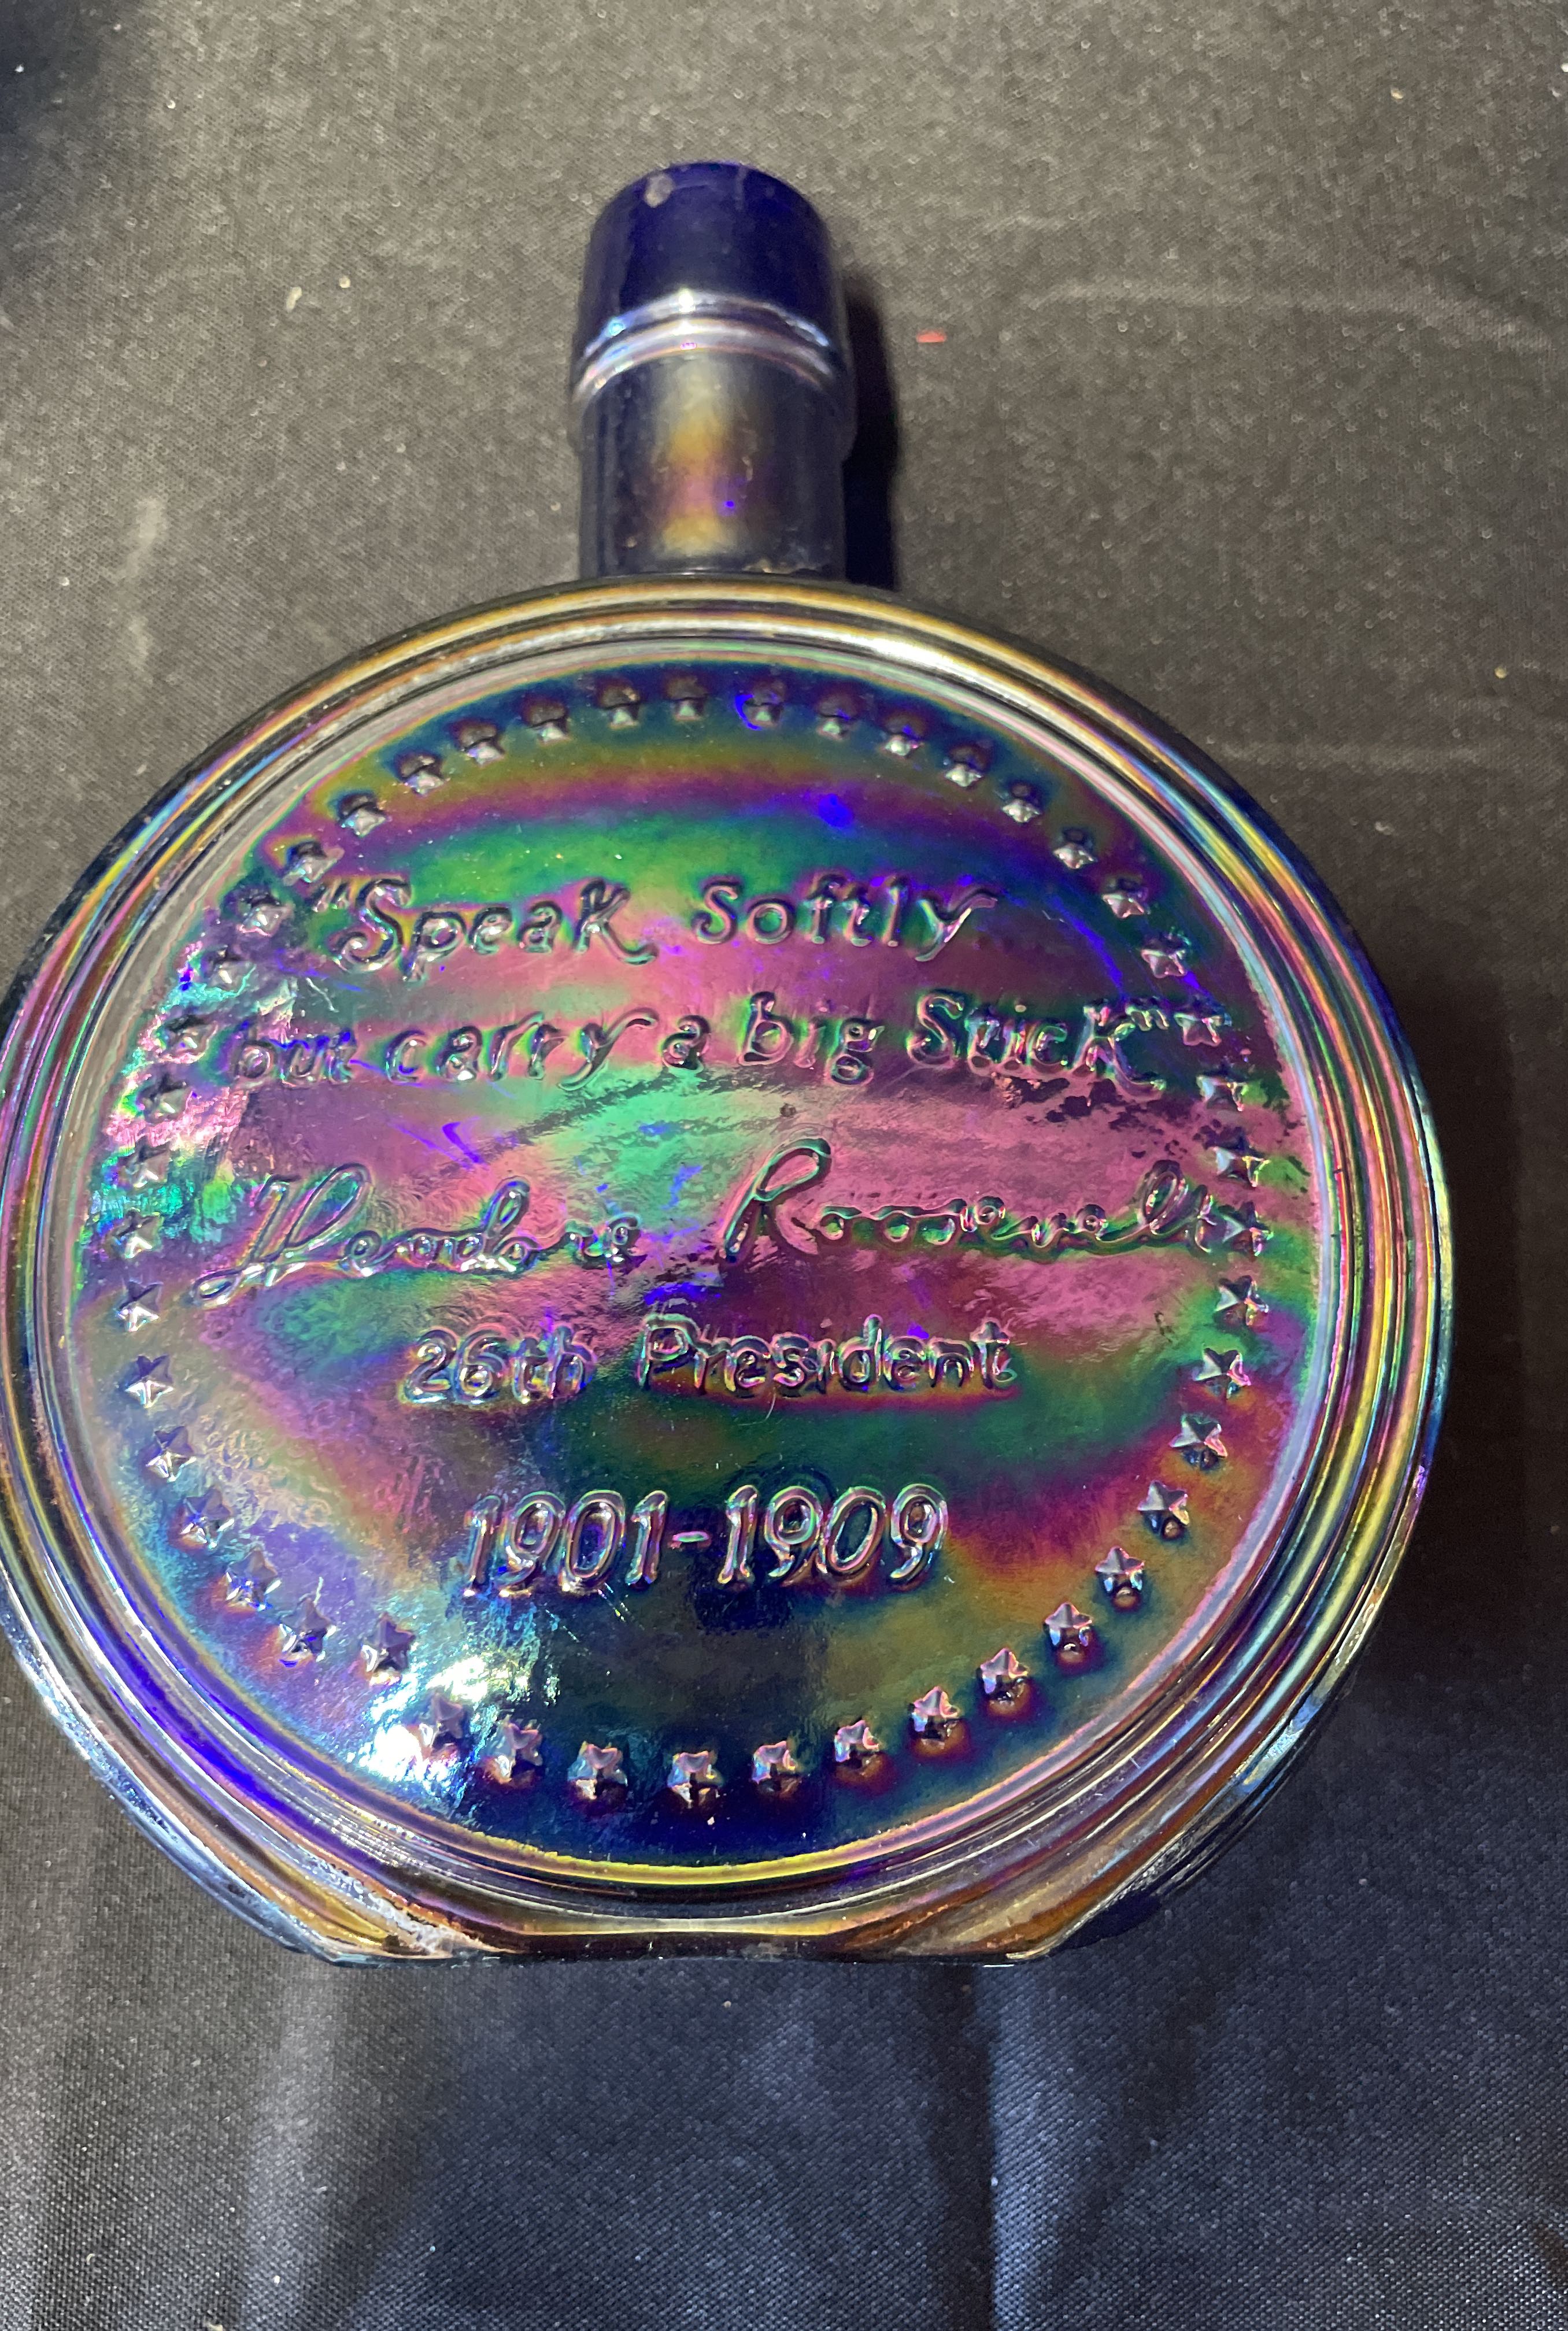 "Speak Softly
but carry a big Stick"
Theodore Roosevelt
26th President
1901-1909